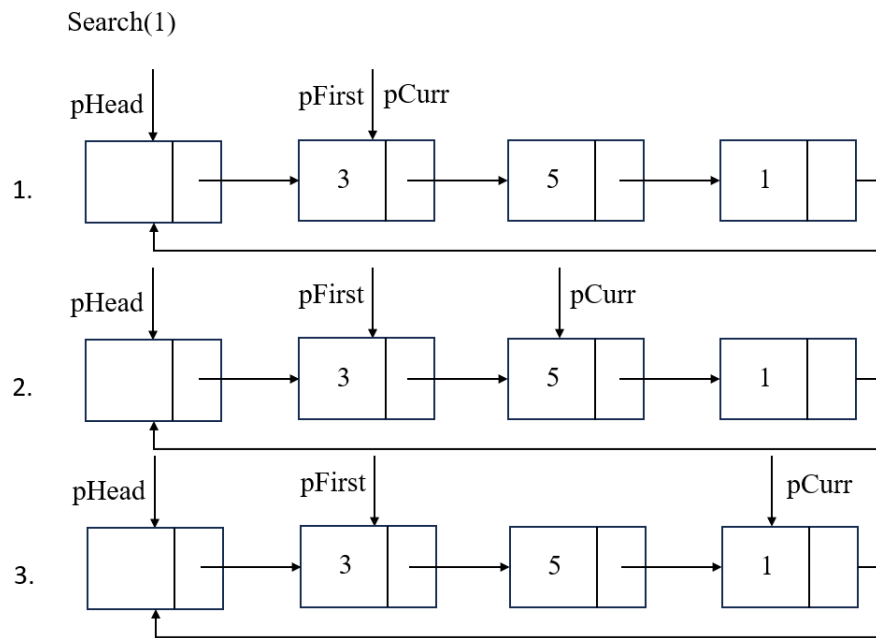 Search(1)
pHead pFirst pCurr
1. 3 5 1
pHead pFirst pCurr
2. 3 5 1
pHead pFirst pCurr
3. 3 5 1